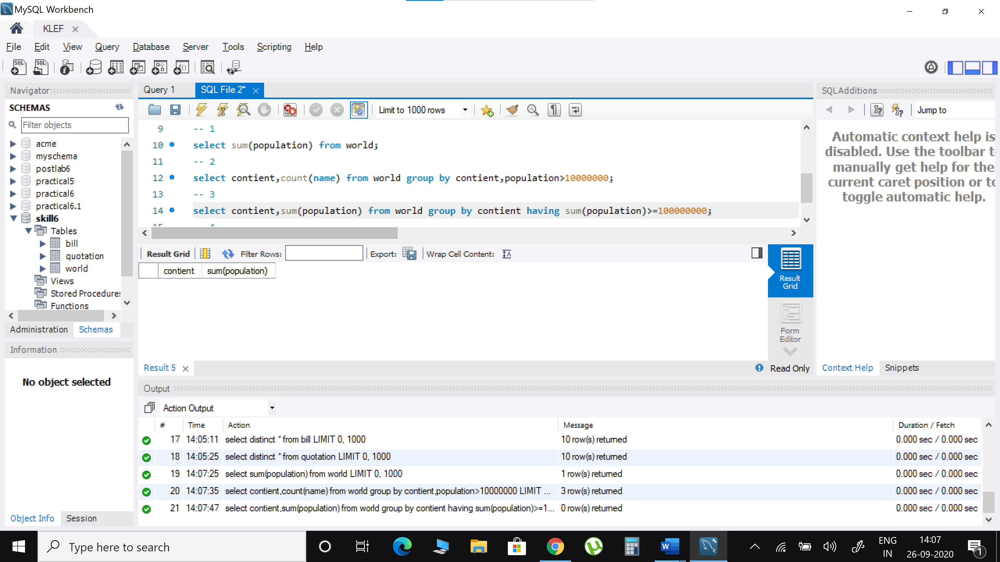 MySQL Workbench
KLEF
File Edit View Query Database Server Tools Scripting Help
Navigator
SCHEMAS
Filter objects
acme
myschema
postlab6
practical5
practical6
practical6.1
skill6
Tables
bill
quotation
world
Views
Stored Procedures
Functions
Administration Schemas
Information
No object selected
Object Info Session
Query 1 SQL File 2*
Limit to 1000 rows
9 -- 1
10 select sum(population) from world;
11 -- 2
12 select contient,count(name) from world group by contient,population>10000000;
13 -- 3
14 select contient,sum(population) from world group by contient having sum(population)>=100000000;
15 -- 4
Result Grid Filter Rows: Export: Wrap Cell Content:
contient sum(population)
Result Grid
Form Editor
Result 5 Read Only
SQLAdditions
Jump to
Automatic context help is
disabled. Use the toolbar to
manually get help for the
current caret position or to
toggle automatic help.
Context Help Snippets
Output
Action Output
# Time Action Message Duration / Fetch
17 14:05:11 select distinct * from bill LIMIT 0, 1000 10 row(s) returned 0.000 sec / 0.000 sec
18 14:05:25 select distinct * from quotation LIMIT 0, 1000 10 row(s) returned 0.000 sec / 0.000 sec
19 14:07:25 select sum(population) from world LIMIT 0, 1000 1 row(s) returned 0.000 sec / 0.000 sec
20 14:07:35 select contient,count(name) from world group by contient,population>10000000 LIMIT ... 3 row(s) returned 0.000 sec / 0.000 sec
21 14:07:47 select contient,sum(population) from world group by contient having sum(population)>=1... 0 row(s) returned 0.000 sec / 0.000 sec
Type here to search
ENG
IN
14:07
26-09-2020
1